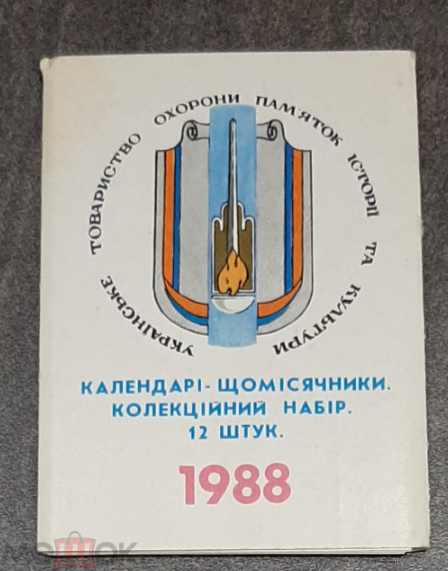 УКРАЇНСЬКЕ ТОВАРИСТВО ОХОРОНИ ПАМ'ЯТОК ІСТОРІЇ ТА КУЛЬТУРИ
КАЛЕНДАРІ-ЩОМІСЯЧНИКИ.
КОЛЕКЦІЙНИЙ НАБІР.
12 ШТУК.
1988